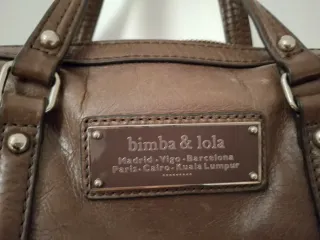 bimba & lola
Madrid-Vigo-Barcelona
Paris-Cairo-Kuala Lumpur